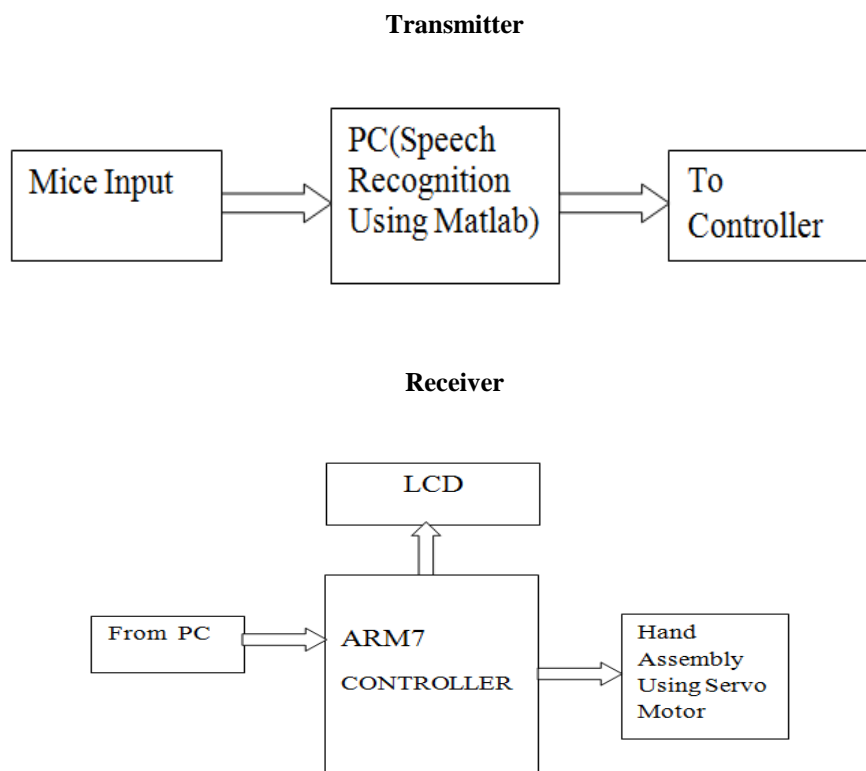 Transmitter
Mice Input
PC(Speech
Recognition
Using Matlab)
To
Controller
Receiver
LCD
From PC
ARM7
CONTROLLER
Hand
Assembly
Using Servo
Motor